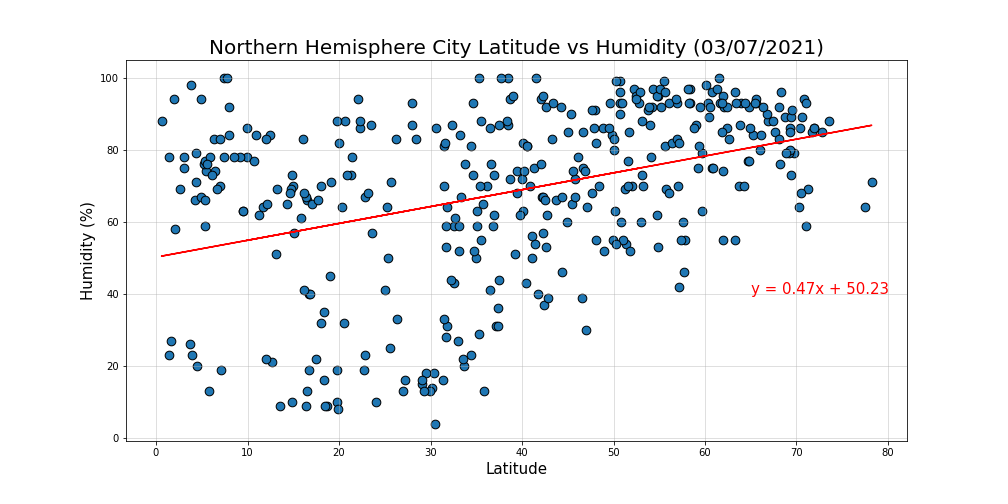 Northern Hemisphere City Latitude vs Humidity (03/07/2021)
100
80
60
40
20
0
Humidity (%)
y = 0.47x + 50.23
0 10 20 30 40 50 60 70 80
Latitude